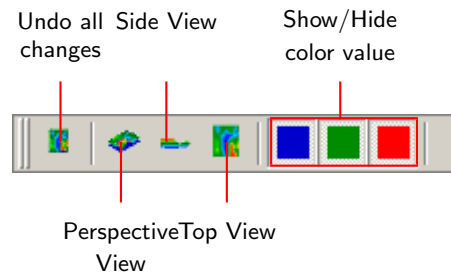 Undo all Side View
changes
Show/Hide
color value
PerspectiveTop View
View